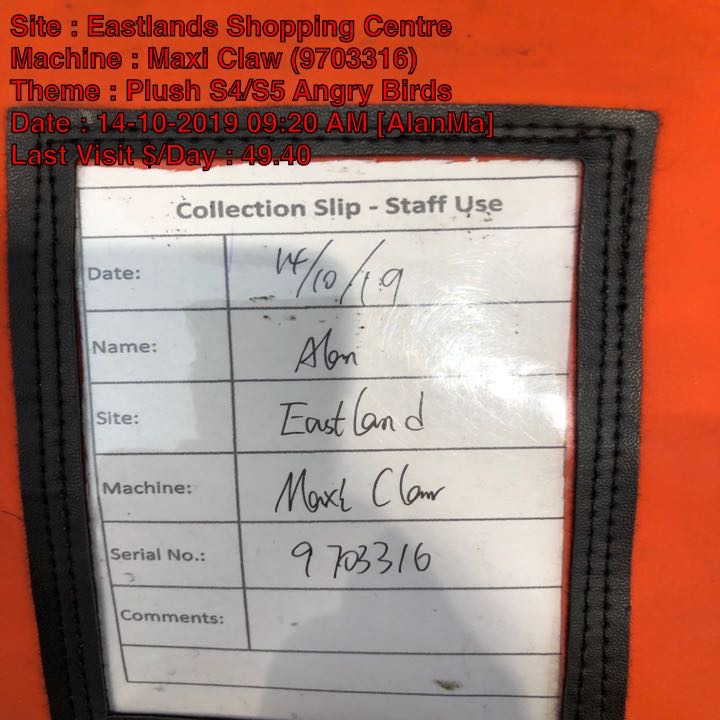 Site : Eastlands Shopping Centre
Machine : Maxi Claw (9703316)
Theme : Plush S4/S5 Angry Birds
Date : 14-10-2019 09:20 AM [AlanMa]
Last Visit $/Day : 49.40
Collection Slip - Staff Use
Date: 14/10/19
Name: Alan
Site: Eastland
Machine: Maxi Claw
Serial No.: 9703316
Comments: